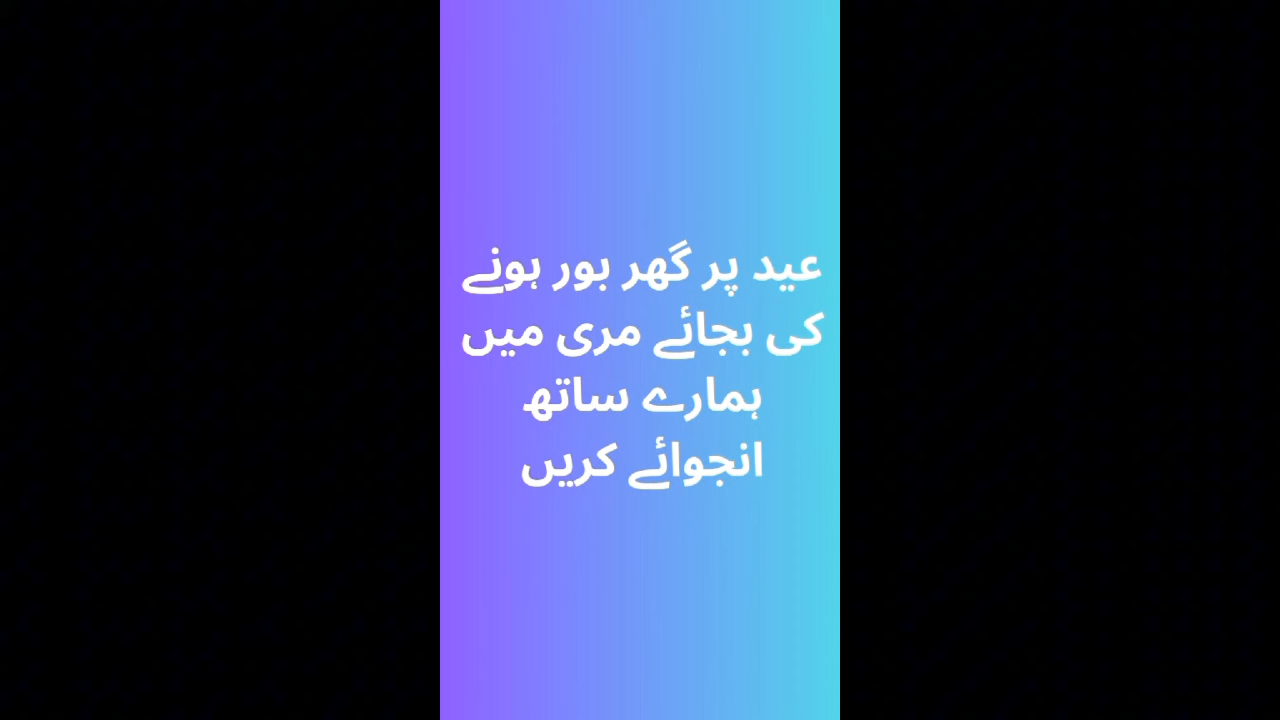 عید پر گھر بور ہونے
کی بجائے مری میں
ہمارے ساتھ
انجوائے کریں